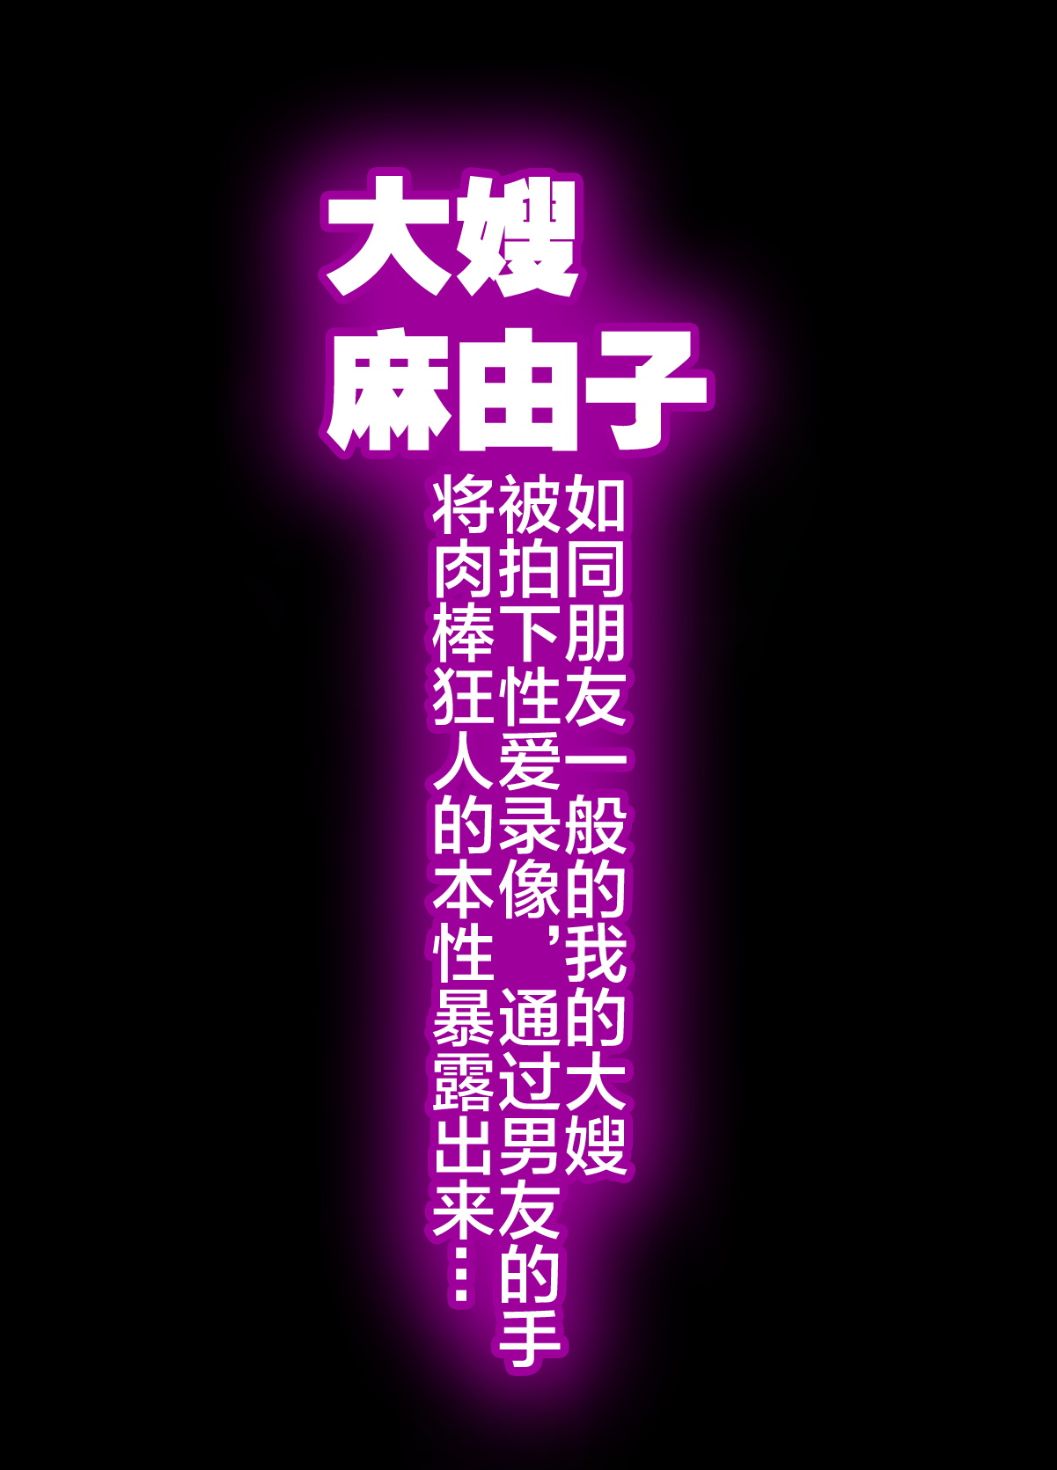 大嫂
麻由子
如同朋友一般的我的大嫂
被拍下性爱录像，通过男友的手
将肉棒狂人的本性暴露出来…